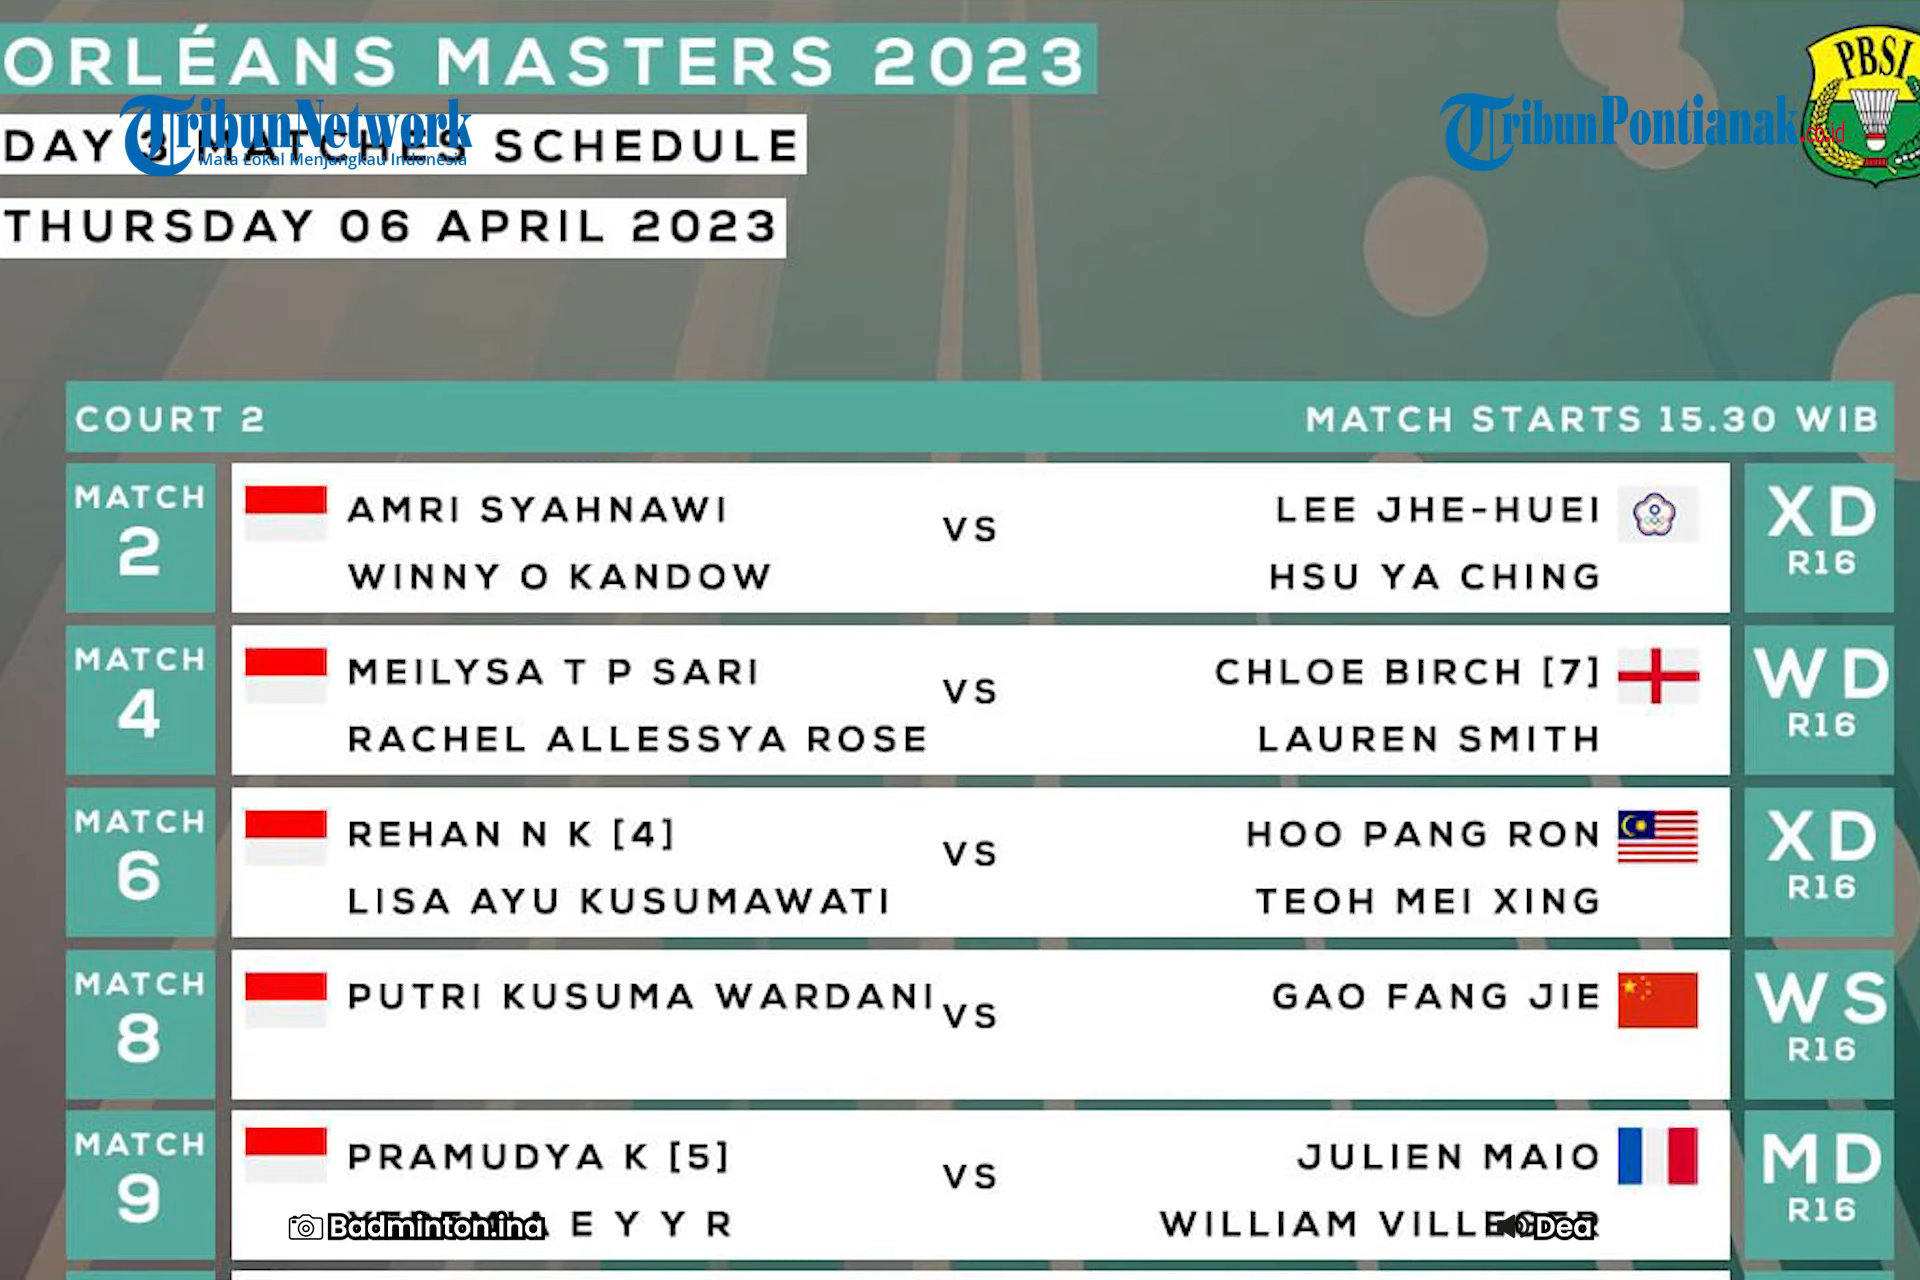 ORLÉANS MASTERS 2023
PBSI
TribunNetwork
Mata Lokal Menjangkau Indonesia
TribunPontianak.co.id
DAY 3 MATCHES SCHEDULE
THURSDAY 06 APRIL 2023
COURT 2 MATCH STARTS 15.30 WIB
MATCH 2
AMRI SYAHNAWI VS LEE JHE-HUEI
WINNY O KANDOW HSU YA CHING
XD
R16
MATCH 4
MEILYSA T P SARI VS CHLOE BIRCH [7]
RACHEL ALLESSYA ROSE LAUREN SMITH
WD
R16
MATCH 6
REHAN N K [4] VS HOO PANG RON
LISA AYU KUSUMAWATI TEOH MEI XING
XD
R16
MATCH 8
PUTRI KUSUMA WARDANI VS GAO FANG JIE
WS
R16
MATCH 9
PRAMUDYA K [5] VS JULIEN MAIO
E Y Y R WILLIAM
MD
R16
Badminton.ina
Dea